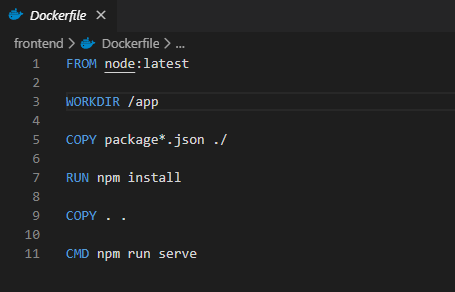 Dockerfile ×
frontend > Dockerfile > ...
1 FROM node:latest
2
3 WORKDIR /app
4
5 COPY package*.json ./
6
7 RUN npm install
8
9 COPY . .
10
11 CMD npm run serve